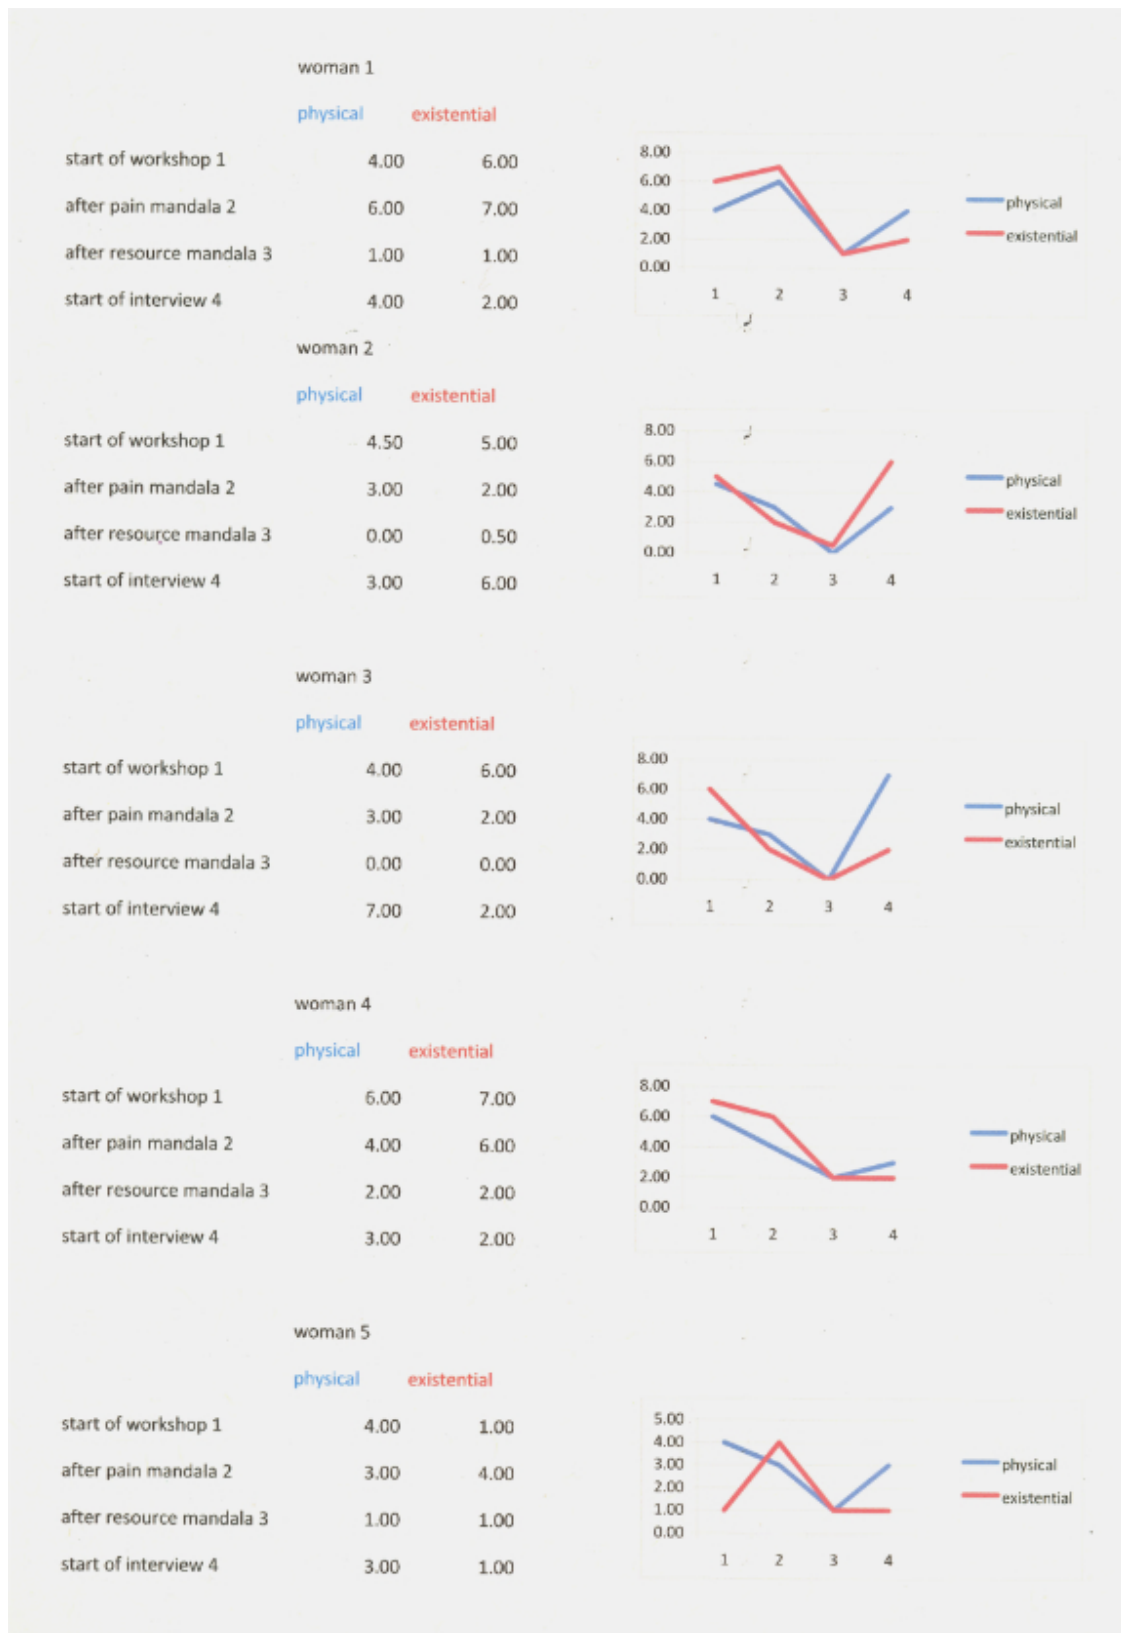 woman 1
physical existential
start of workshop 1 4.00 6.00
after pain mandala 2 6.00 7.00
after resource mandala 3 1.00 1.00
start of interview 4 4.00 2.00
8.00
6.00
4.00
2.00
0.00
1 2 3 4
physical
existential
woman 2
physical existential
start of workshop 1 4.50 5.00
after pain mandala 2 3.00 2.00
after resource mandala 3 0.00 0.50
start of interview 4 3.00 6.00
8.00
6.00
4.00
2.00
0.00
1 2 3 4
physical
existential
woman 3
physical existential
start of workshop 1 4.00 6.00
after pain mandala 2 3.00 2.00
after resource mandala 3 0.00 0.00
start of interview 4 7.00 2.00
8.00
6.00
4.00
2.00
0.00
1 2 3 4
physical
existential
woman 4
physical existential
start of workshop 1 6.00 7.00
after pain mandala 2 4.00 6.00
after resource mandala 3 2.00 2.00
start of interview 4 3.00 2.00
8.00
6.00
4.00
2.00
0.00
1 2 3 4
physical
existential
woman 5
physical existential
start of workshop 1 4.00 1.00
after pain mandala 2 3.00 4.00
after resource mandala 3 1.00 1.00
start of interview 4 3.00 1.00
5.00
4.00
3.00
2.00
1.00
0.00
1 2 3 4
physical
existential